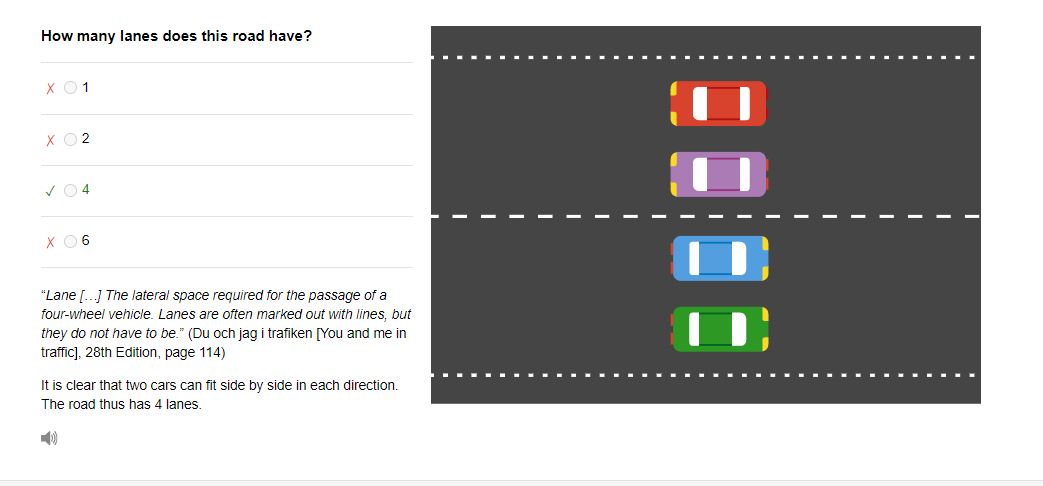 How many lanes does this road have?
1
2
4
6
“Lane […] The lateral space required for the passage of a
four-wheel vehicle. Lanes are often marked out with lines, but
they do not have to be.” (Du och jag i trafiken [You and me in
traffic], 28th Edition, page 114)
It is clear that two cars can fit side by side in each direction.
The road thus has 4 lanes.